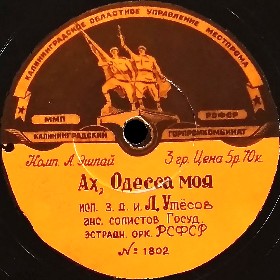 КАЛИНИНГРАДСКОЕ ОБЛАСТНОЕ УПРАВЛЕНИЕ МЕСТПРОМА
ММП РСФСР
КАЛИНИНГРАДСКИЙ ГОРПРОМКОМБИНАТ
Комп. А. Эшпай 3 гр. Цена 5р. 70к.
Ах, Одесса моя
исп. з. д. и. Л. Утёсов
анс. солистов Госуд.
эстрадн. орк. РСФСР
№ 1802